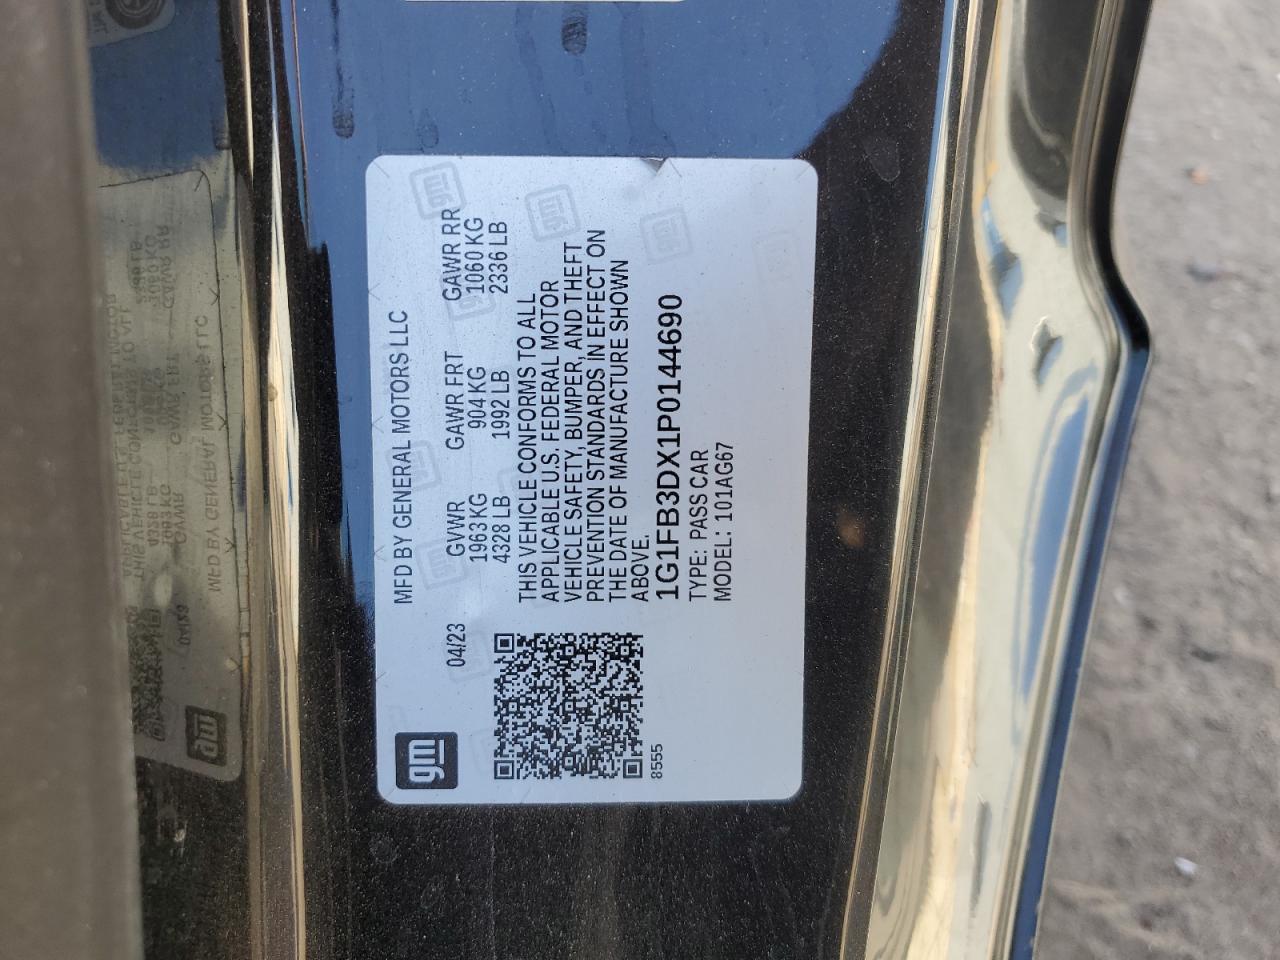 gm
MFD BY GENERAL MOTORS LLC
04/23
GVWR GAWR FRT GAWR RR
1963 KG 904 KG 1060 KG
4328 LB 1992 LB 2336 LB
THIS VEHICLE CONFORMS TO ALL
APPLICABLE U.S. FEDERAL MOTOR
VEHICLE SAFETY, BUMPER, AND THEFT
PREVENTION STANDARDS IN EFFECT ON
THE DATE OF MANUFACTURE SHOWN
ABOVE.
1G1FB3DX1P0144690
TYPE: PASS CAR
MODEL: 101AG67
8555